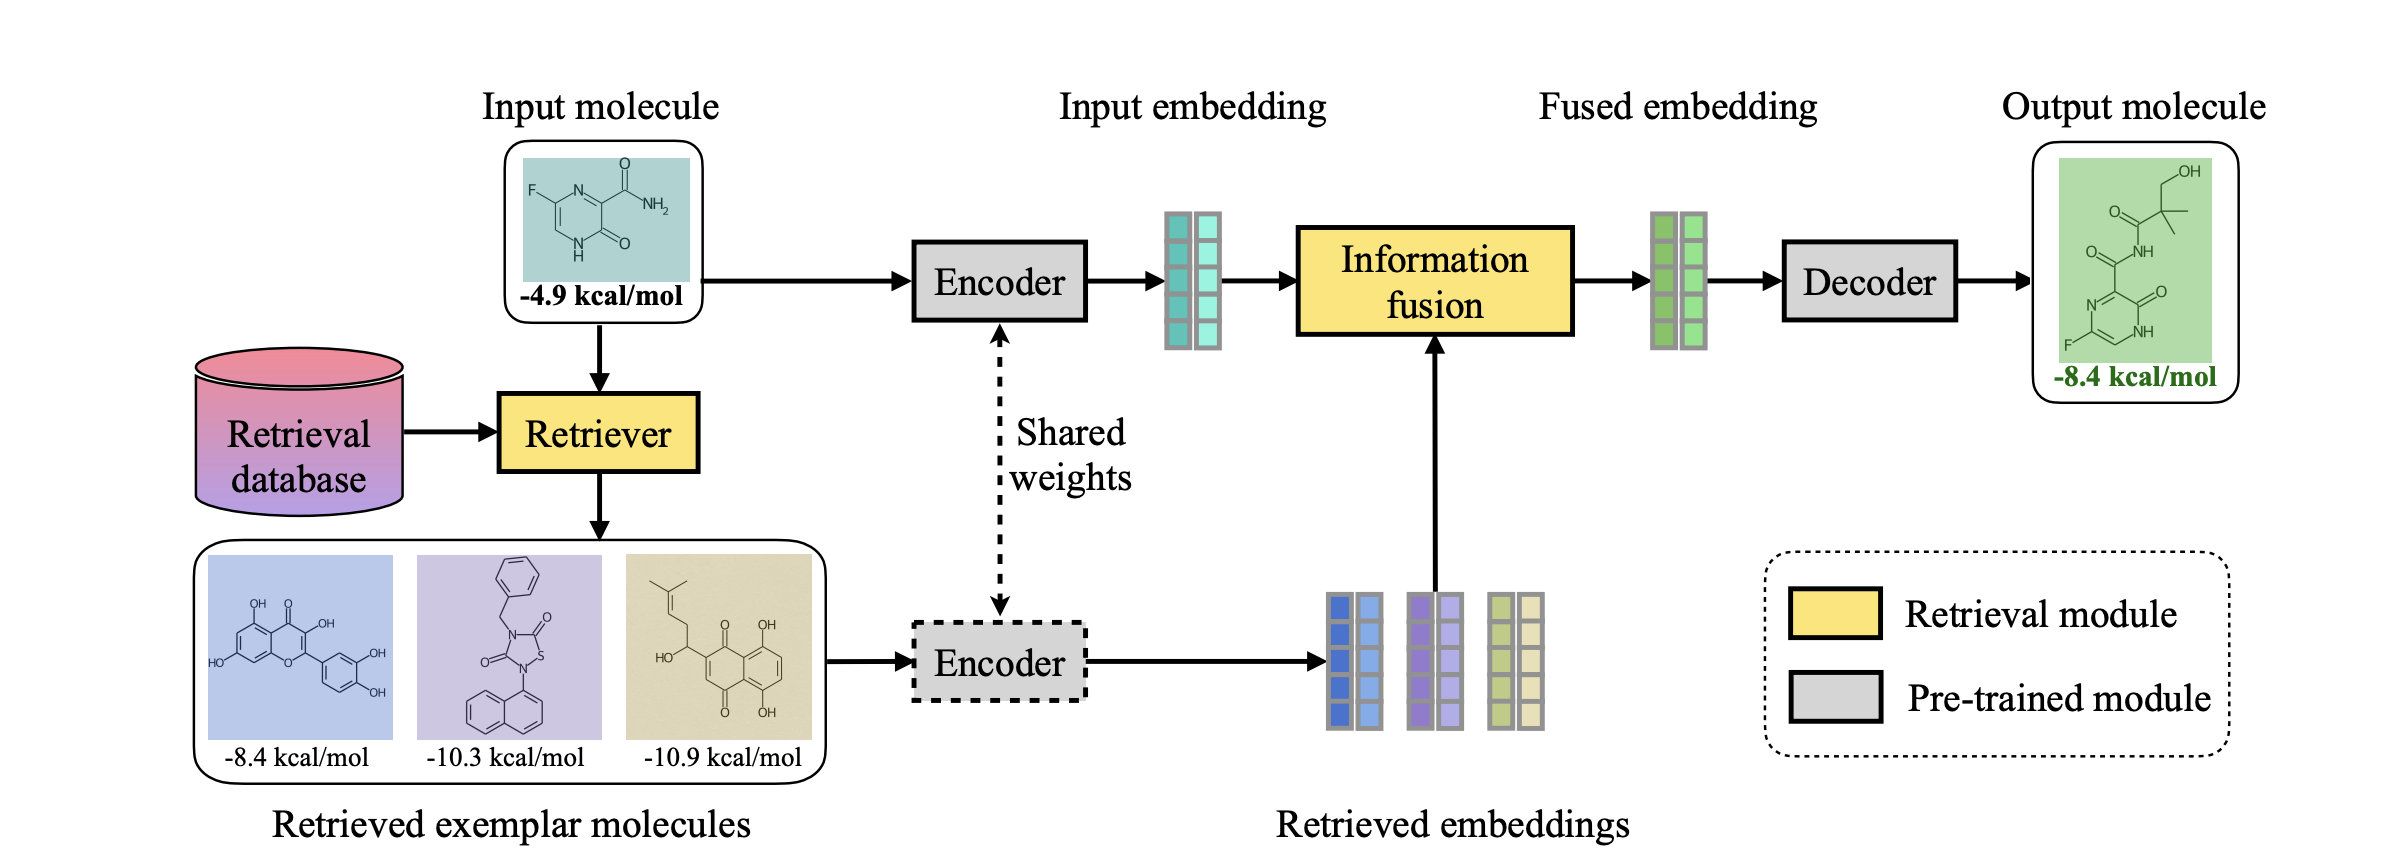 Input molecule
Input embedding
Fused embedding
Output molecule
O
F
N
NH2
N
H
O
-4.9 kcal/mol
Encoder
Information
fusion
Decoder
OH
O
NH
O
N
O
NH
F
-8.4 kcal/mol
Retrieval
database
Retriever
Shared
weights
OH
O
OH
HO
O
OH
OH
-8.4 kcal/mol
O
N
O
S
N
-10.3 kcal/mol
O
OH
HO
O
OH
-10.9 kcal/mol
Encoder
Retrieval module
Pre-trained module
Retrieved exemplar molecules
Retrieved embeddings